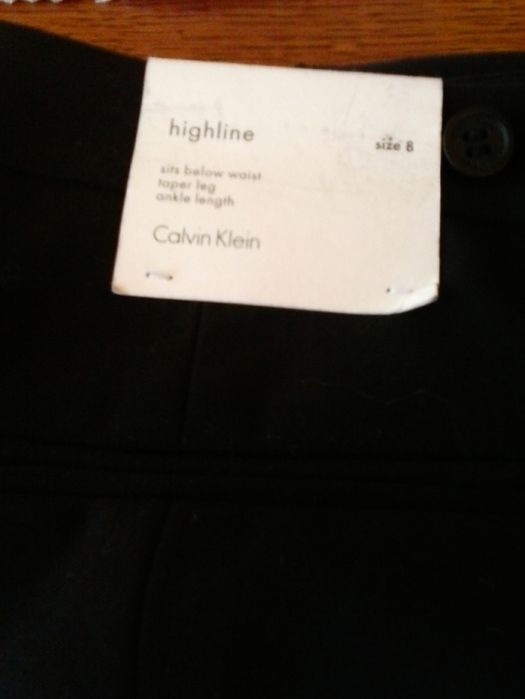 highline
size 8
sits below waist
taper leg
ankle length
Calvin Klein